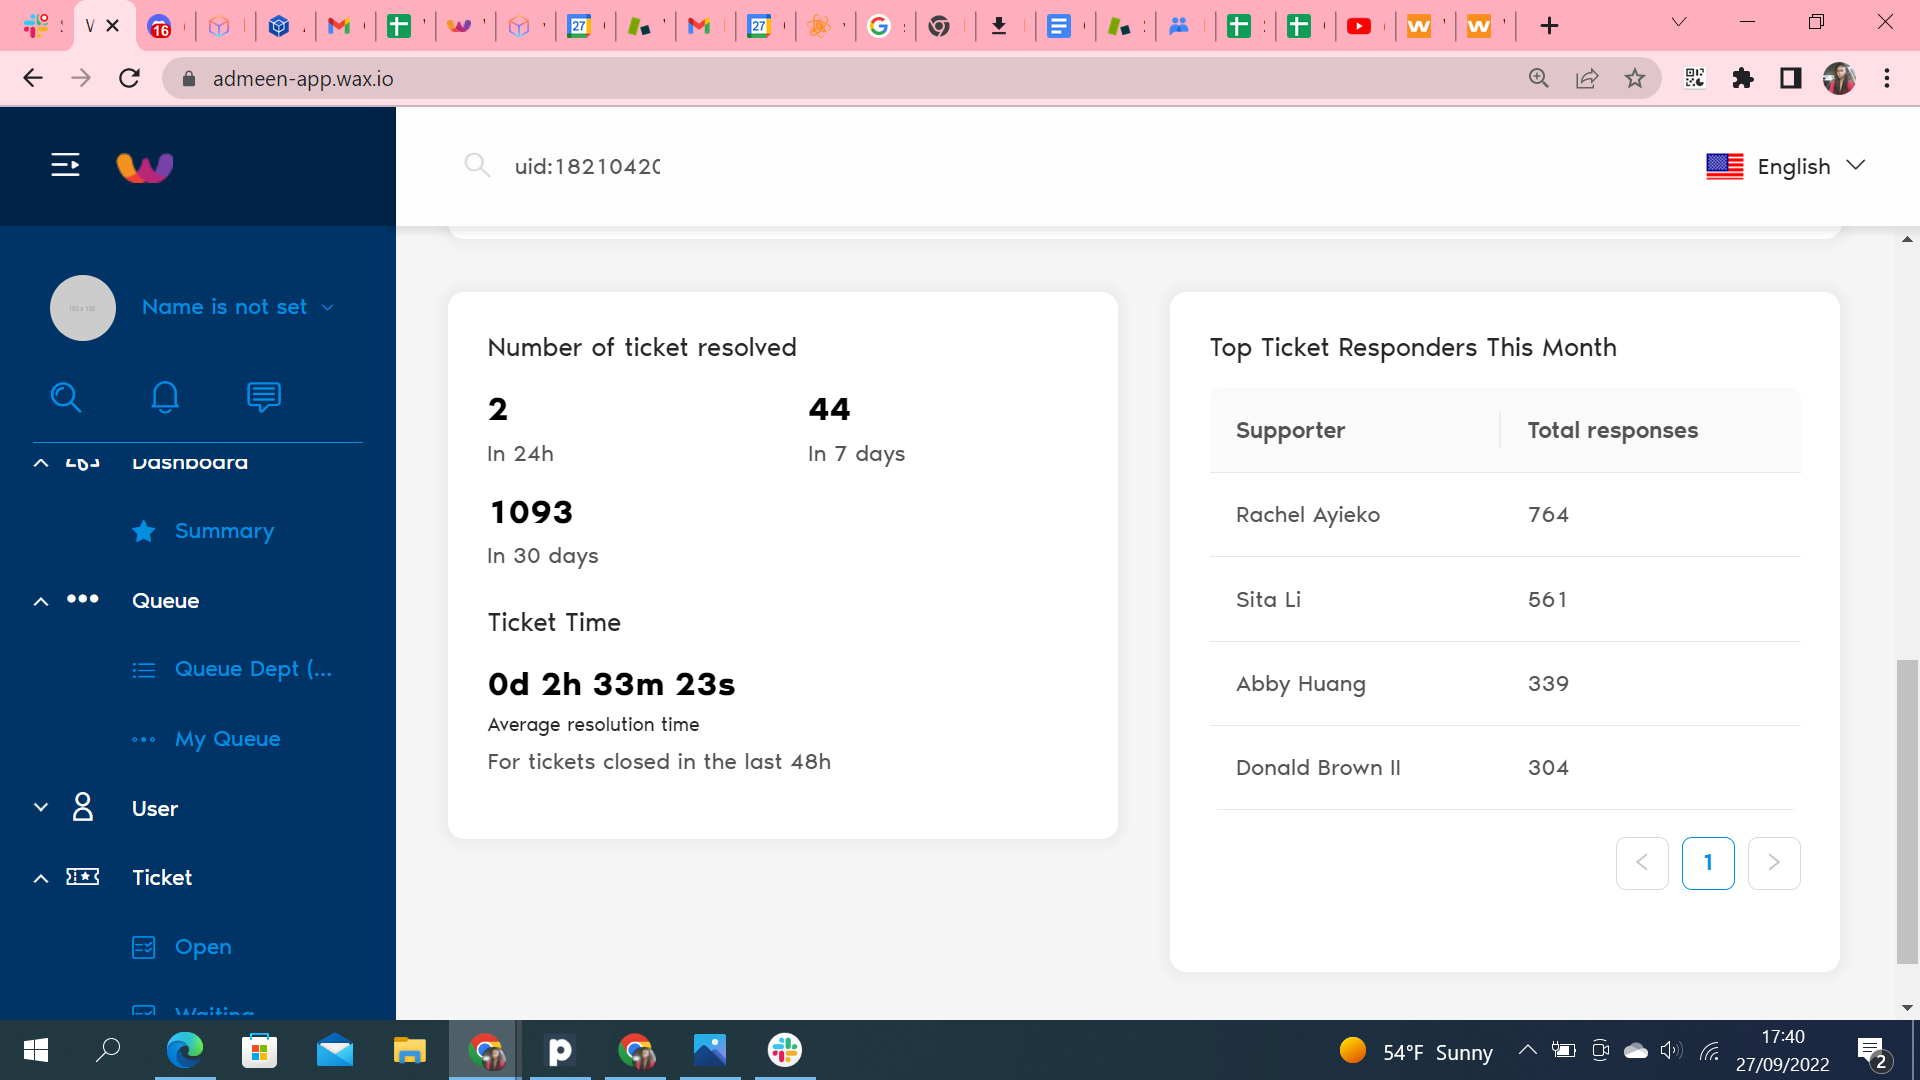 16
27
27
admeen-app.wax.io
uid:18210420
English
Name is not set
Dashboard
Summary
Queue
Queue Dept (...
My Queue
User
Ticket
Open
Waiting
Number of ticket resolved
2
44
In 24h
In 7 days
1093
In 30 days
Ticket Time
0d 2h 33m 23s
Average resolution time
For tickets closed in the last 48h
Top Ticket Responders This Month
Supporter
Total responses
Rachel Ayieko
764
Sita Li
561
Abby Huang
339
Donald Brown II
304
1
54°F Sunny
17:40
27/09/2022
2